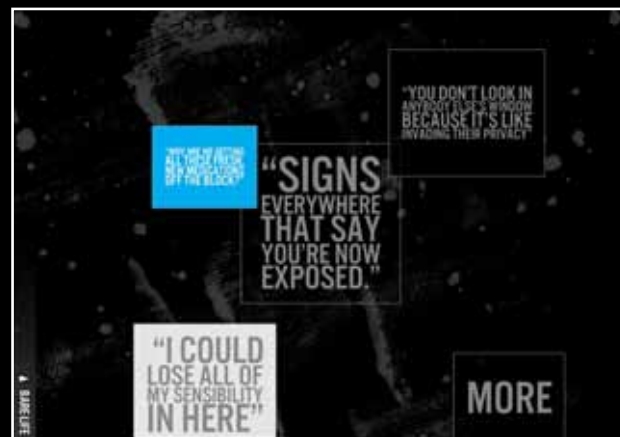 "YOU DON'T LOOK IN
ANYBODY ELSE'S WINDOW
BECAUSE IT'S LIKE
INVADING THEIR PRIVACY"
"WHY ARE WE GETTING
ALL THESE FRESH
NEW MEDICATIONS
OFF THE BLOCK?"
"SIGNS
EVERYWHERE
THAT SAY
YOU'RE NOW
EXPOSED."
"I COULD
LOSE ALL OF
MY SENSIBILITY
IN HERE"
MORE
BARE LIFE